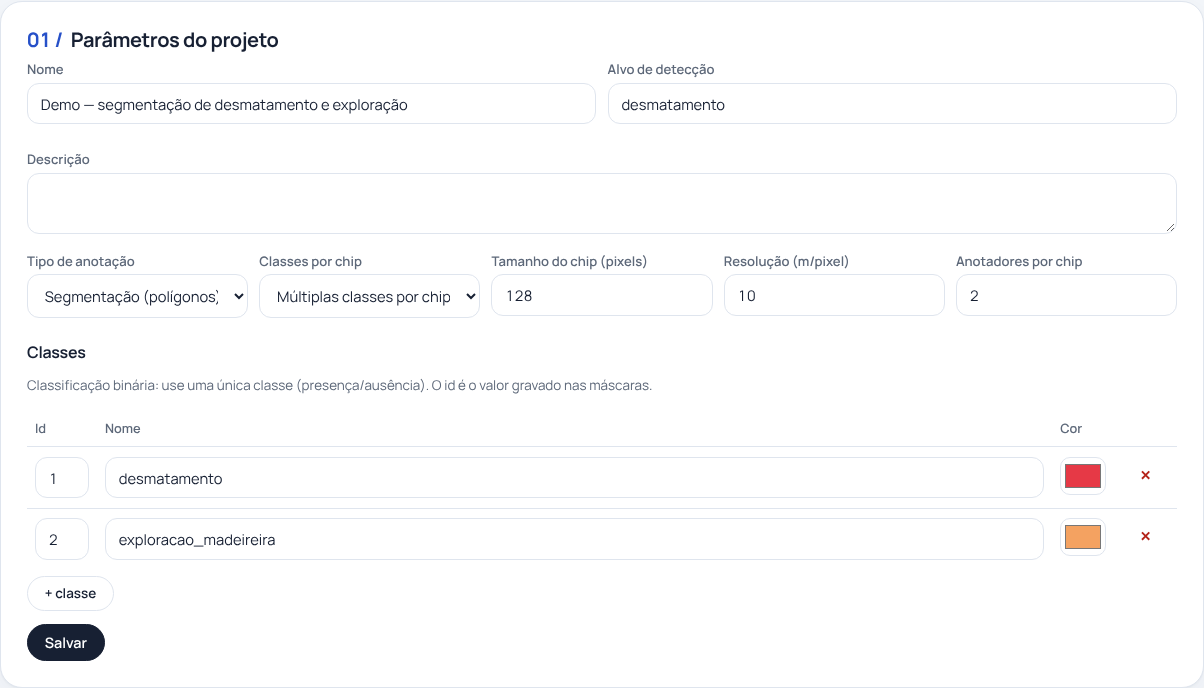 01 / Parâmetros do projeto
Nome
Alvo de detecção
Demo — segmentação de desmatamento e exploração
desmatamento
Descrição
Tipo de anotação
Classes por chip
Tamanho do chip (pixels)
Resolução (m/pixel)
Anotadores por chip
Segmentação (polígonos)
Múltiplas classes por chip
128
10
2
Classes
Classificação binária: use uma única classe (presença/ausência). O id é o valor gravado nas máscaras.
Id
Nome
Cor
1
desmatamento
×
2
exploracao_madeireira
×
+ classe
Salvar